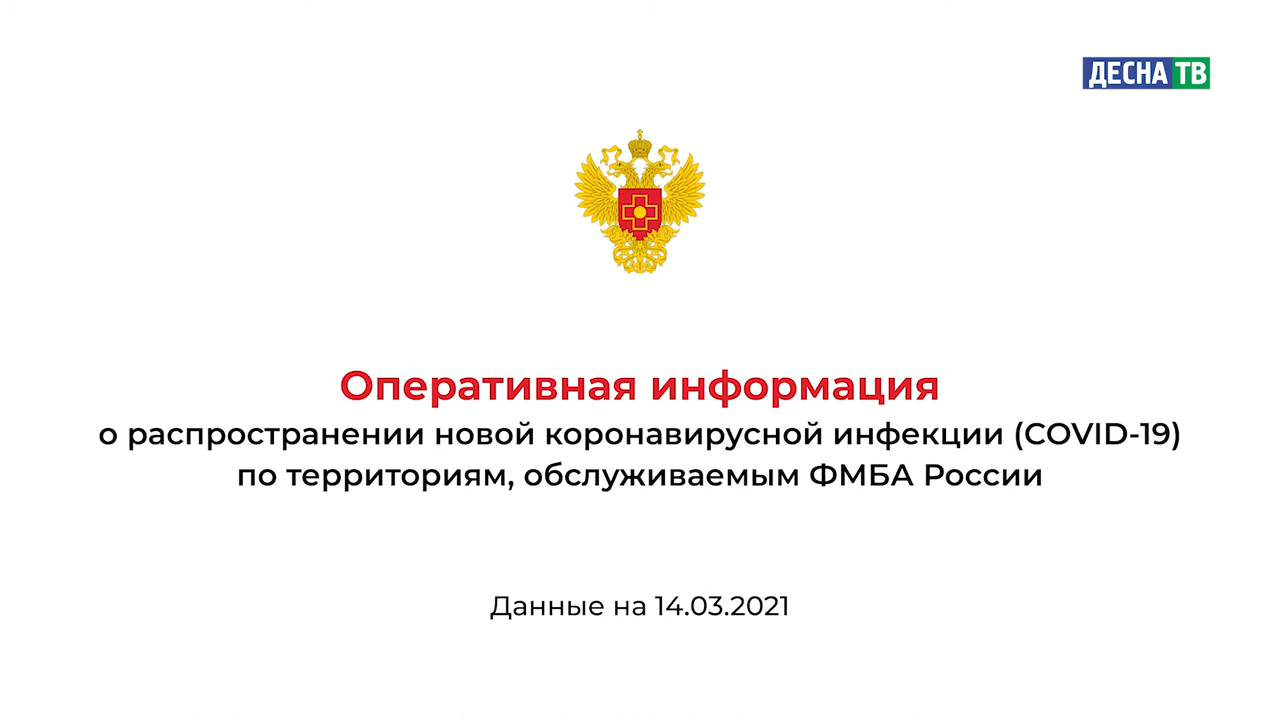 ДЕСНА ТВ
Оперативная информация
о распространении новой коронавирусной инфекции (COVID-19)
по территориям, обслуживаемым ФМБА России
Данные на 14.03.2021